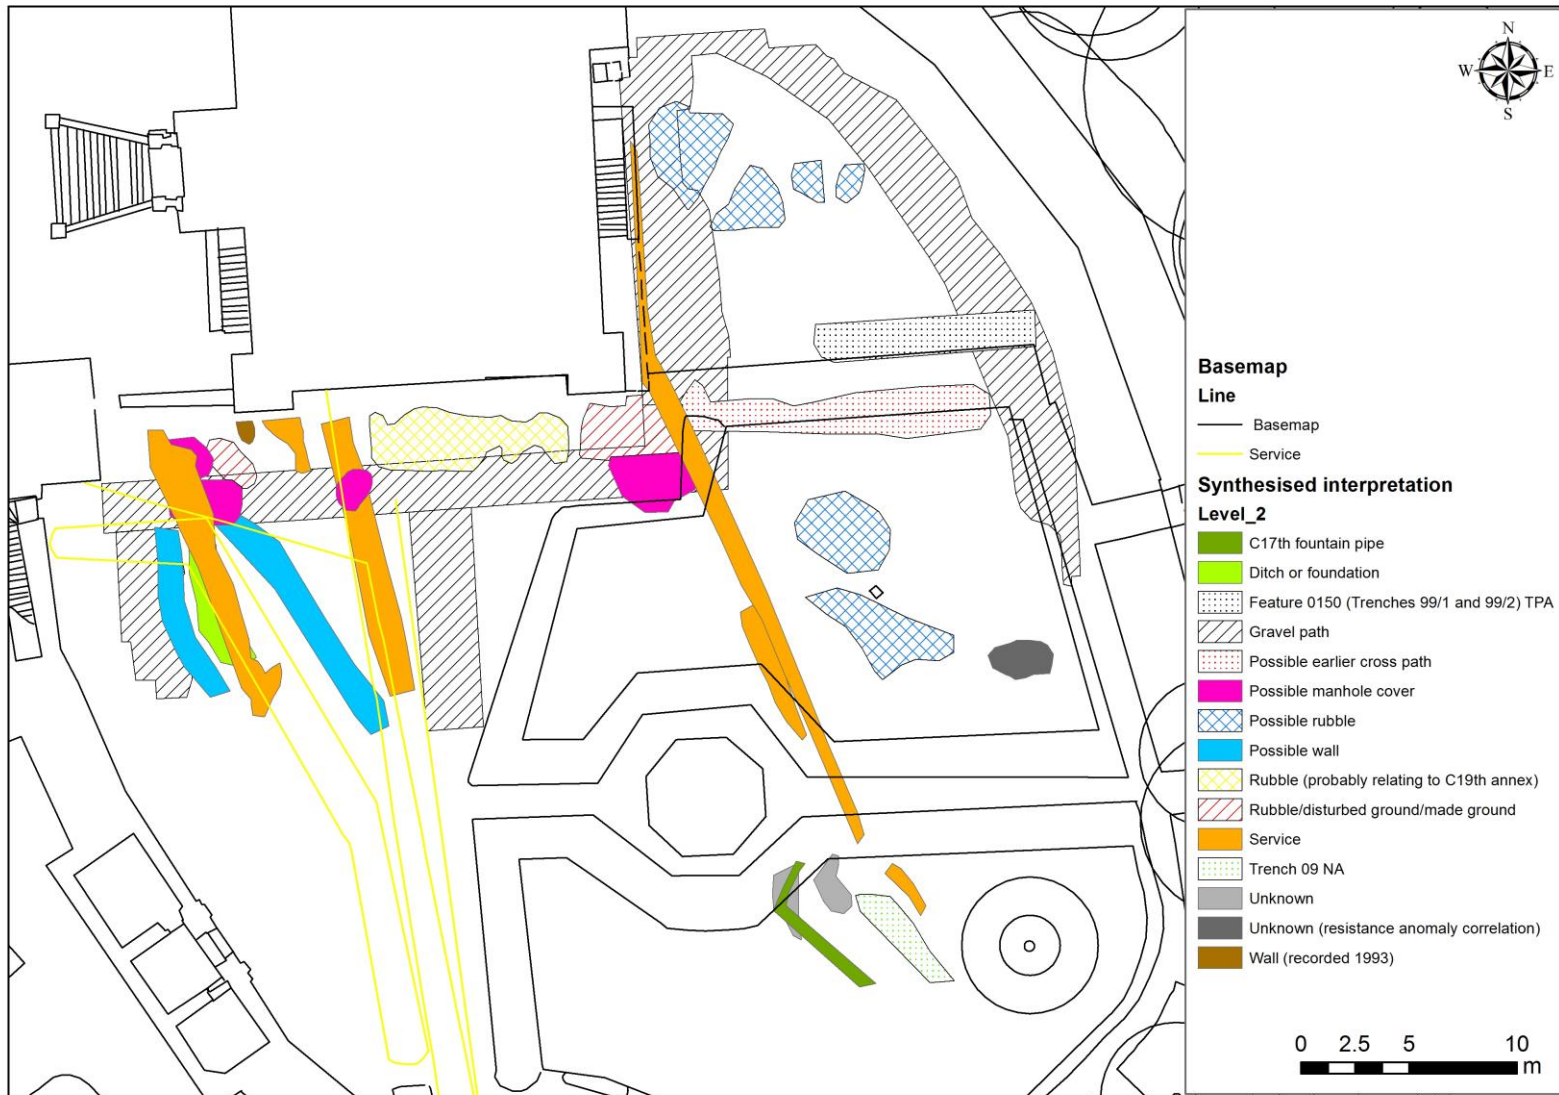 N
W E
S
Basemap
Line
Basemap
Service
Synthesised interpretation
Level_2
C17th fountain pipe
Ditch or foundation
Feature 0150 (Trenches 99/1 and 99/2) TPA
Gravel path
Possible earlier cross path
Possible manhole cover
Possible rubble
Possible wall
Rubble (probably relating to C19th annex)
Rubble/disturbed ground/made ground
Service
Trench 09 NA
Unknown
Unknown (resistance anomaly correlation)
Wall (recorded 1993)
0 2.5 5 10
m